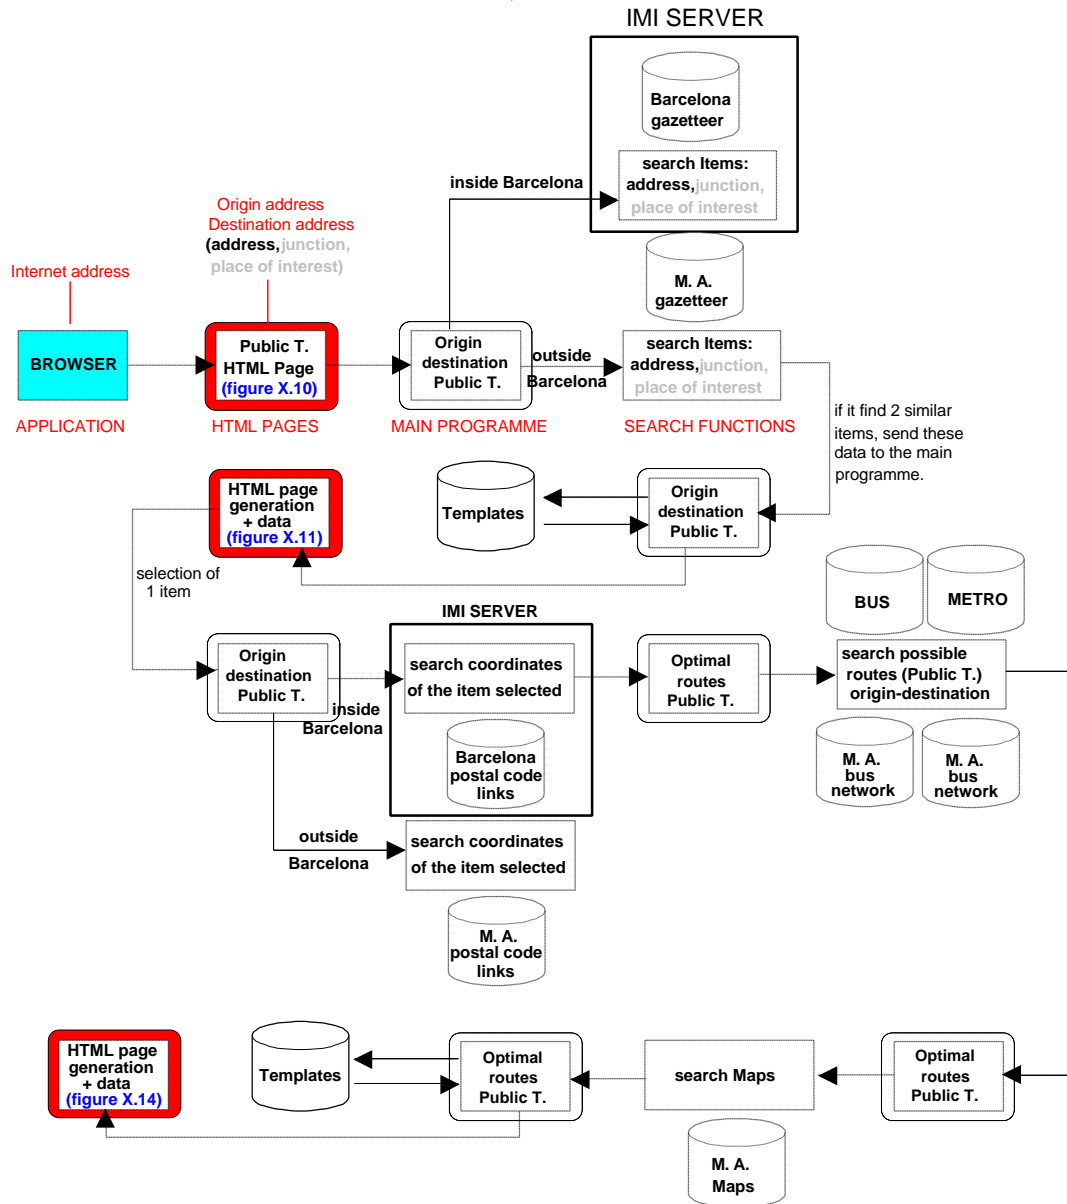 IMI SERVER
Barcelona
gazetteer
search Items:
address,junction,
place of interest
inside Barcelona
Origin address
Destination address
(address,junction,
place of interest)
Internet address
M. A.
gazetteer
BROWSER
Public T.
HTML Page
(figure X.10)
Origin
destination
Public T.
outside
Barcelona
search Items:
address,junction,
place of interest
APPLICATION
HTML PAGES
MAIN PROGRAMME
SEARCH FUNCTIONS
if it find 2 similar
items, send these
data to the main
programme.
HTML page
generation
+ data
(figure X.11)
Templates
Origin
destination
Public T.
selection of
1 item
BUS
METRO
IMI SERVER
Origin
destination
Public T.
inside
Barcelona
search coordinates
of the item selected
Optimal
routes
Public T.
search possible
routes (Public T.)
origin-destination
Barcelona
postal code
links
M. A.
bus
network
M. A.
bus
network
outside
Barcelona
search coordinates
of the item selected
M. A.
postal code
links
HTML page
generation
+ data
(figure X.14)
Templates
Optimal
routes
Public T.
search Maps
Optimal
routes
Public T.
M. A.
Maps